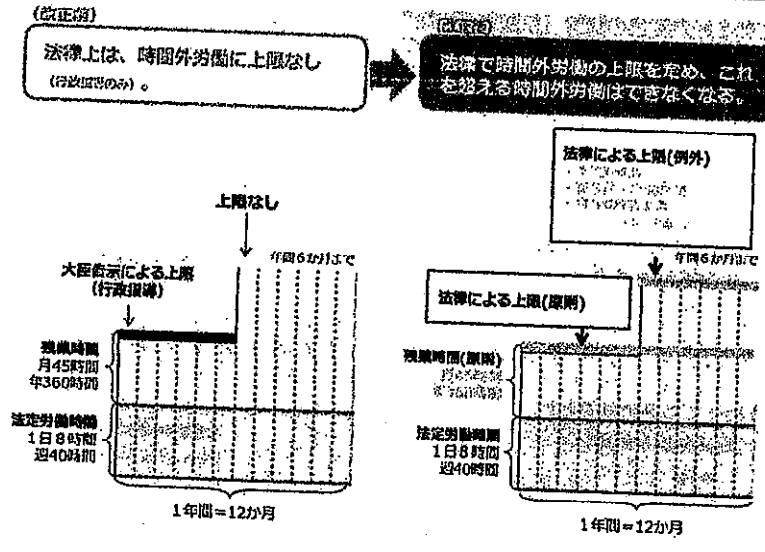 (改正前)
法律上は、時間外労働に上限なし
(行政指導のみ)。
(改正後)
法律で時間外労働の上限を定め、これ
を超える時間外労働はできなくなる。
上限なし
大臣告示による上限
(行政指導)
年間6か月まで
残業時間
月45時間
年360時間
法定労働時間
1日8時間
週40時間
1年間=12か月
法律による上限(例外)
年間6か月まで
法律による上限(原則)
残業時間(原則)
法定労働時間
1日8時間
週40時間
1年間=12か月